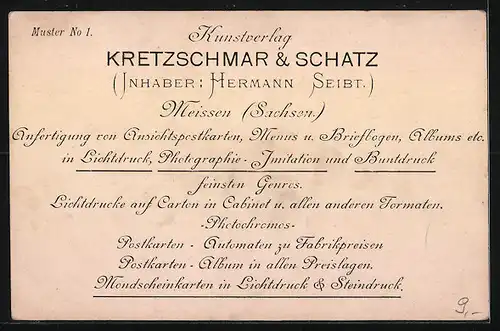 Muster No 1.
Kunstverlag
KRETZSCHMAR & SCHATZ
(INHABER: HERMANN SEIBT.)
Meissen (Sachsen.)
Anfertigung von Ansichtspostkarten, Menus u. Briefbogen, Albums etc.
in Lichtdruck, Photographie-Imitation und Buntdruck
feinsten Genres.
Lichtdrucke auf Carton in Cabinet u. allen anderen Formaten.
-Photochromos-
Postkarten - Automaten zu Fabrikpreisen
Postkarten - Album in allen Preislagen.
Mondscheinkarten in Lichtdruck & Steindruck.
9,-